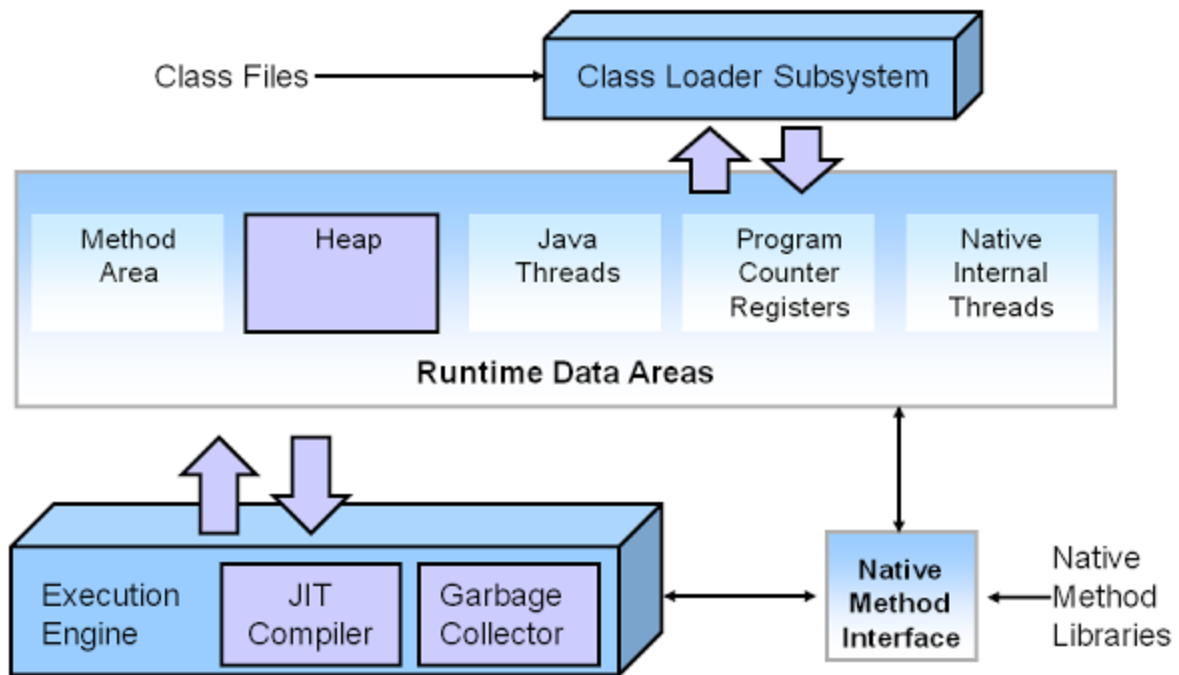 Class Files
Class Loader Subsystem
Method
Area
Heap
Java
Threads
Program
Counter
Registers
Native
Internal
Threads
Runtime Data Areas
Execution
Engine
JIT
Compiler
Garbage
Collector
Native
Method
Interface
Native
Method
Libraries